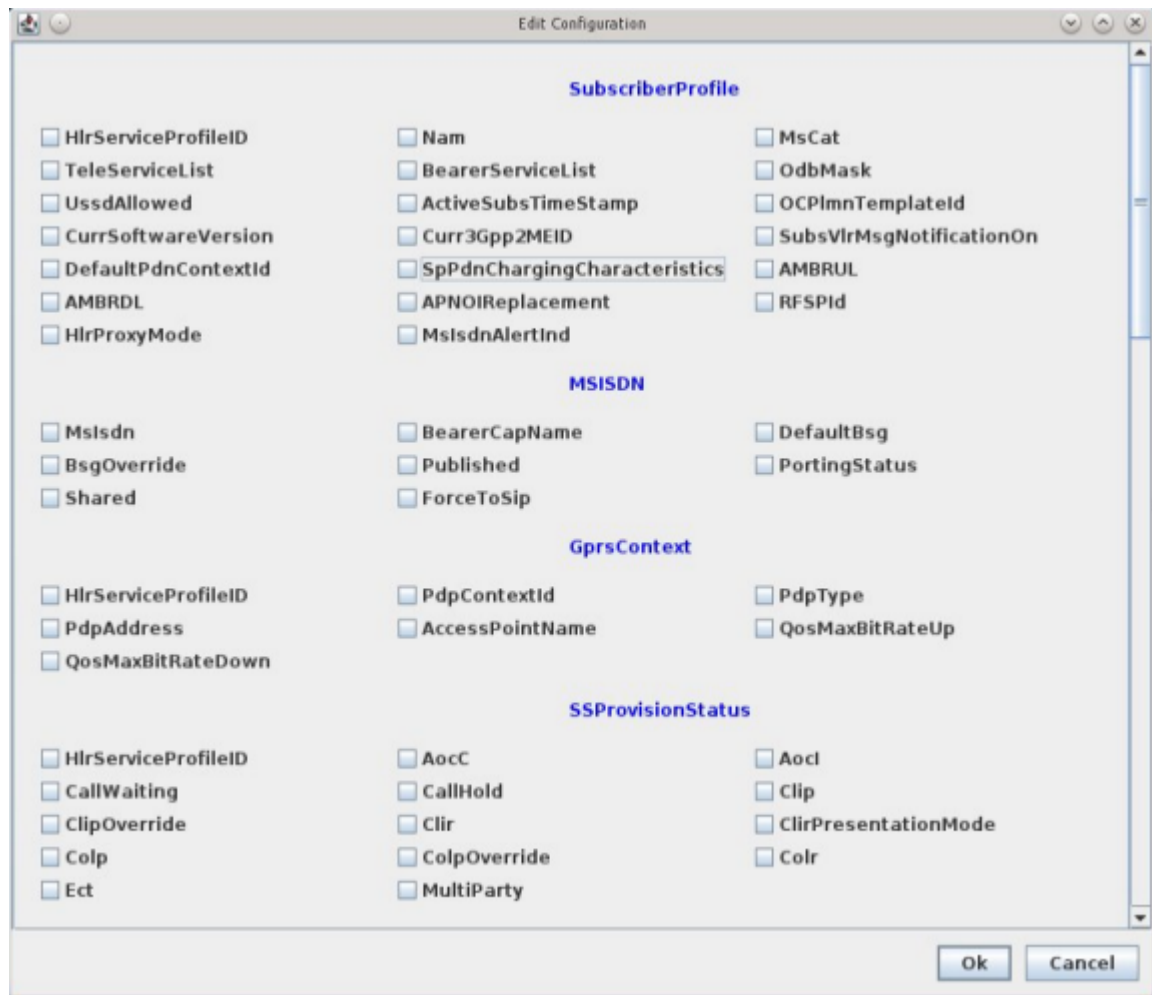 Edit Configuration
SubscriberProfile
HlrServiceProfileID Nam MsCat
TeleServiceList BearerServiceList OdbMask
UssdAllowed ActiveSubsTimeStamp OCPlmnTemplateId
CurrSoftwareVersion Curr3Gpp2MEID SubsVlrMsgNotificationOn
DefaultPdnContextId SpPdnChargingCharacteristics AMBRUL
AMBRDL APNOIReplacement RFSPId
HlrProxyMode MsIsdnAlertInd
MSISDN
MsIsdn BearerCapName DefaultBsg
BsgOverride Published PortingStatus
Shared ForceToSip
GprsContext
HlrServiceProfileID PdpContextId PdpType
PdpAddress AccessPointName QosMaxBitRateUp
QosMaxBitRateDown
SSProvisionStatus
HlrServiceProfileID AocC AocI
CallWaiting CallHold Clip
ClipOverride Clir ClirPresentationMode
Colp ColpOverride Colr
Ect MultiParty
Ok Cancel